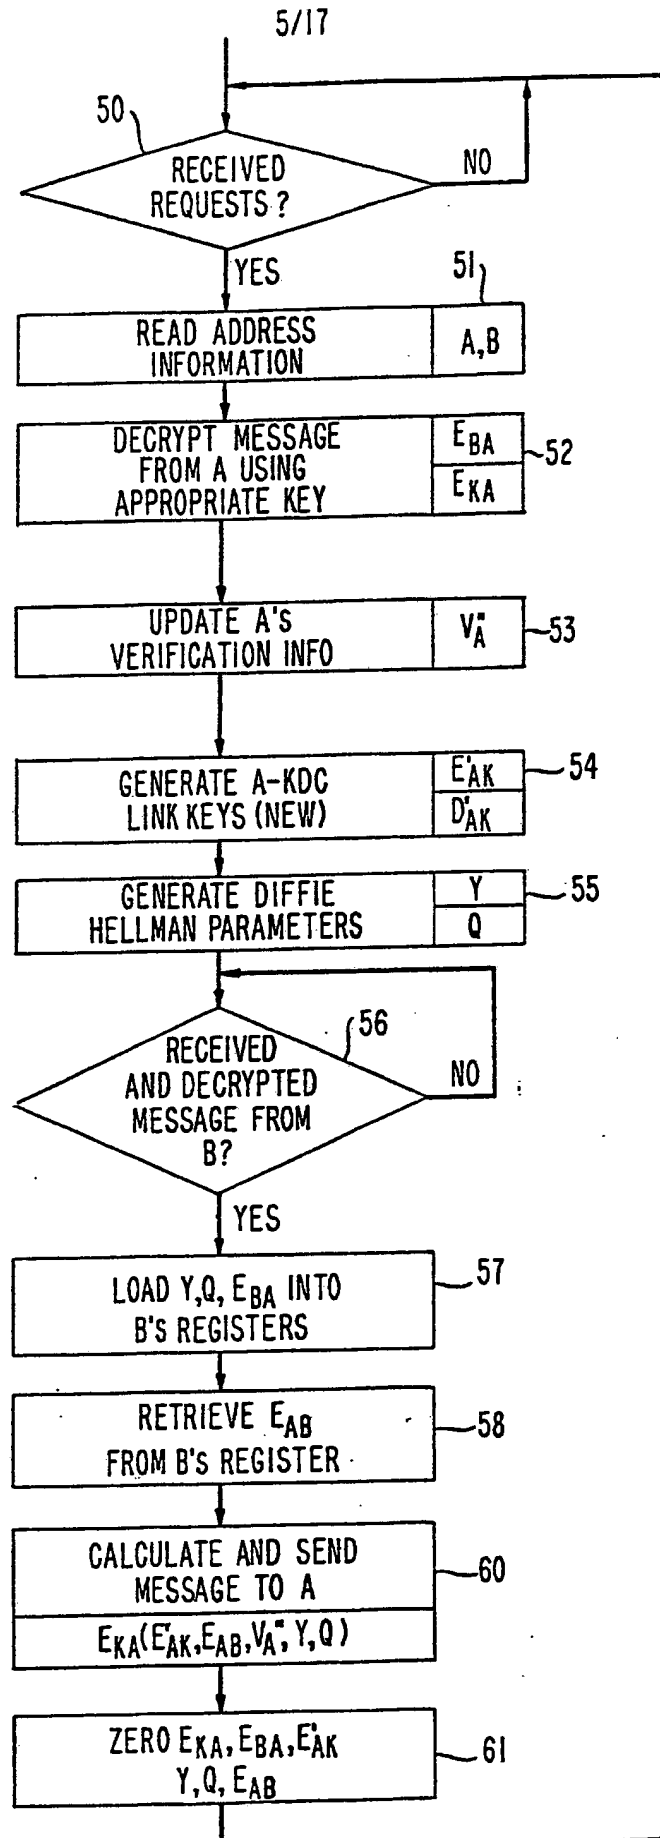 5/17
50
RECEIVED
REQUESTS?
NO
YES
51
READ ADDRESS
INFORMATION
A,B
DECRYPT MESSAGE
FROM A USING
APPROPRIATE KEY
E_BA
E_KA
52
UPDATE A's
VERIFICATION INFO
V_A"
53
GENERATE A-KDC
LINK KEYS (NEW)
E'_AK
D'_AK
54
GENERATE DIFFIE
HELLMAN PARAMETERS
Y
Q
55
56
RECEIVED
AND DECRYPTED
MESSAGE FROM
B?
NO
YES
LOAD Y,Q, E_BA INTO
B's REGISTERS
57
RETRIEVE E_AB
FROM B's REGISTER
58
CALCULATE AND SEND
MESSAGE TO A
60
E_KA(E'_AK,E_AB,V_A",Y,Q)
ZERO E_KA,E_BA,E'_AK
Y,Q,E_AB
61